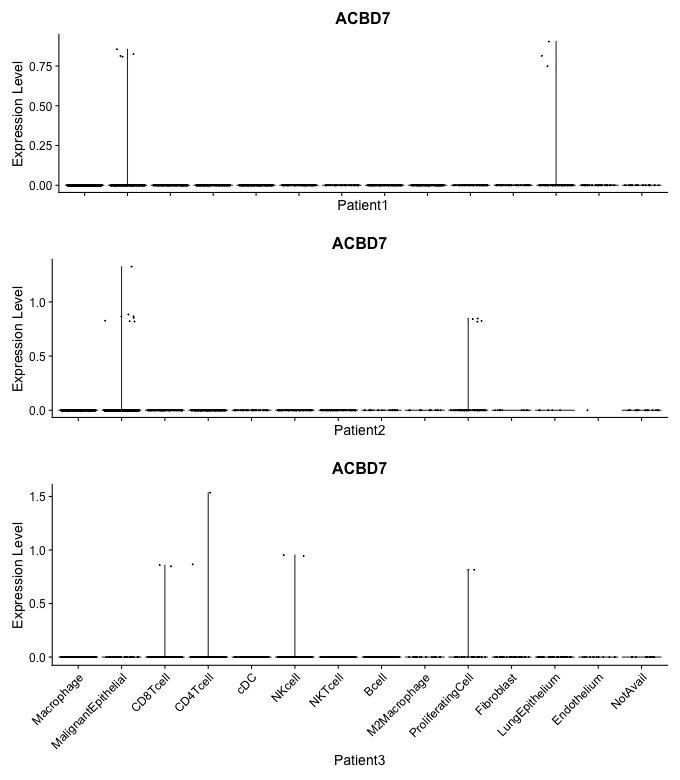 ACBD7
Expression Level
0.75
0.50
0.25
0.00
Patient1
ACBD7
Expression Level
1.0
0.5
0.0
Patient2
ACBD7
Expression Level
1.5
1.0
0.5
0.0
Macrophage
MalignantEpithelial
CD8Tcell
CD4Tcell
cDC
NKcell
NKTcell
Bcell
M2Macrophage
ProliferatingCell
Fibroblast
LungEpithelium
Endothelium
NotAvail
Patient3